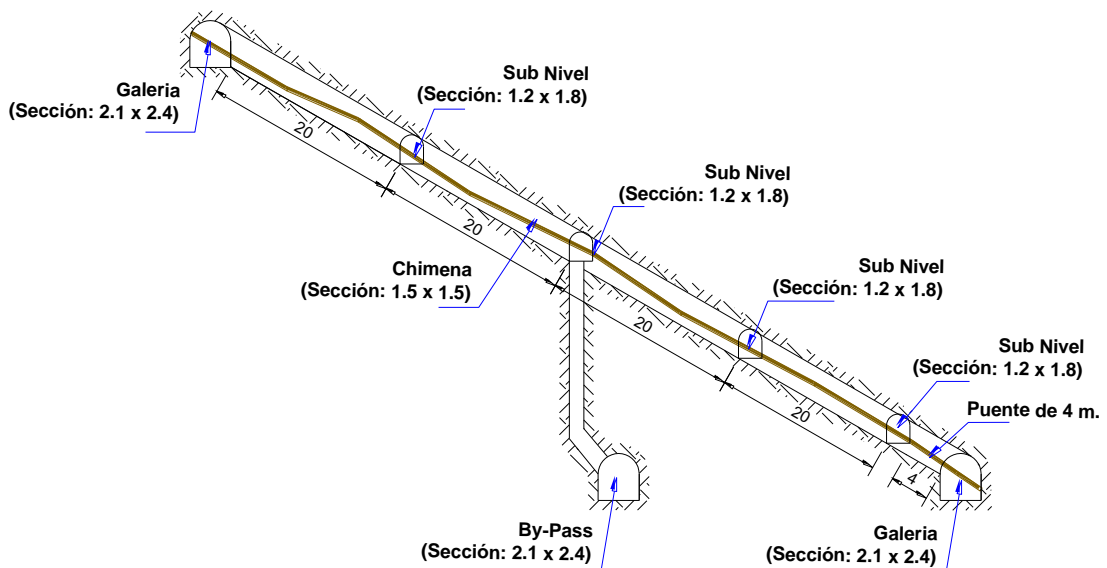 Sub Nivel
(Sección: 1.2 x 1.8)
Galeria
(Sección: 2.1 x 2.4)
20
Sub Nivel
(Sección: 1.2 x 1.8)
20
Chimena
(Sección: 1.5 x 1.5)
Sub Nivel
(Sección: 1.2 x 1.8)
20
Sub Nivel
(Sección: 1.2 x 1.8)
20
Puente de 4 m.
4
By-Pass
(Sección: 2.1 x 2.4)
Galeria
(Sección: 2.1 x 2.4)